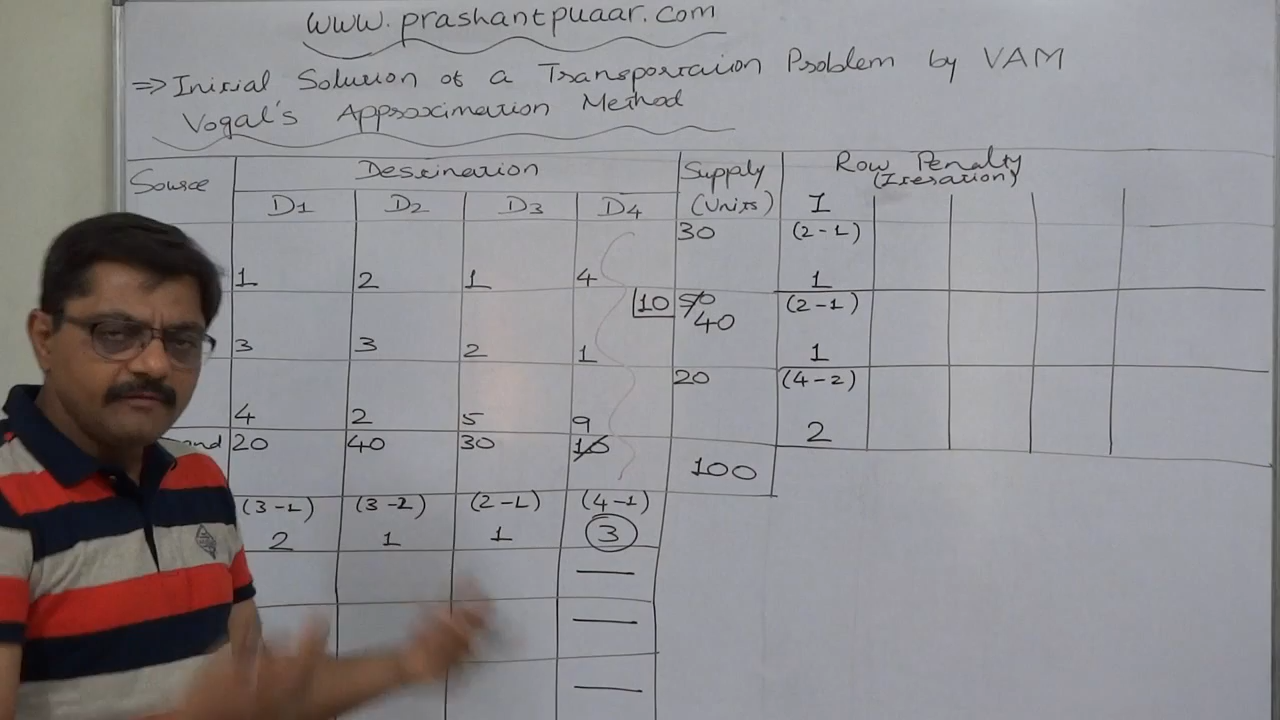 www.prashantpuaar.com
⇒ Initial Solution of a Transportaion Problem by VAM
Vogal's Approximation Method
Source Destination Supply (Units) Row Penalty (Iteration)
D1 D2 D3 D4 I
30 (2-1)
1 2 1 4 1
10 50 40 (2-1)
3 3 2 1 1
20 (4-2)
4 2 5 9 2
and 20 40 30 10 100
(3-1) (3-2) (2-1) (4-1)
2 1 1 3
—
—
—